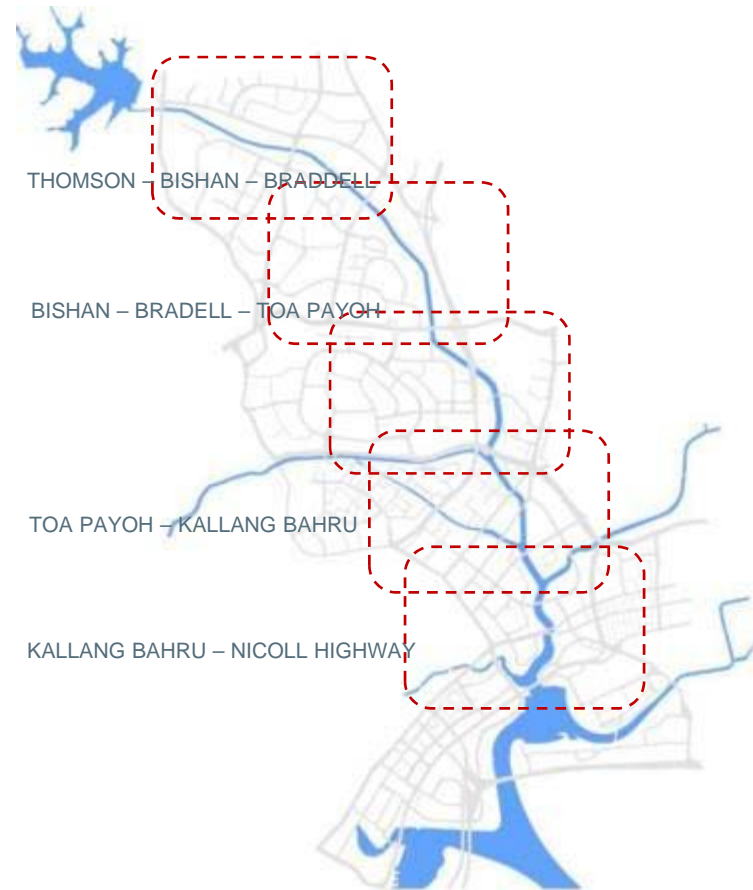 THOMSON – BISHAN – BRADDELL
BISHAN – BRADELL – TOA PAYOH
TOA PAYOH – KALLANG BAHRU
KALLANG BAHRU – NICOLL HIGHWAY